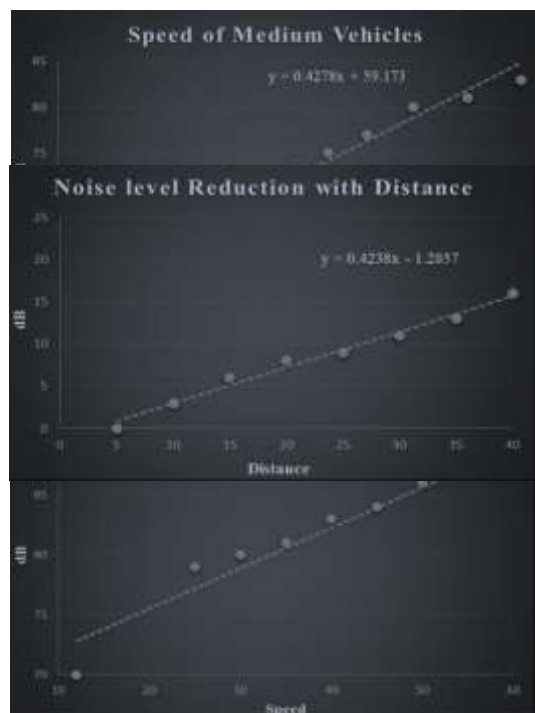 Speed of Medium Vehicles
85
y = 0.4278x + 59.173
80
75
Noise level Reduction with Distance
25
20
y = 0.4238x - 1.2857
15
dB
10
5
0
0 5 10 15 20 25 30 35 40
Distance
85
dB
80
75
70
10 20 30 40 50 60
Speed